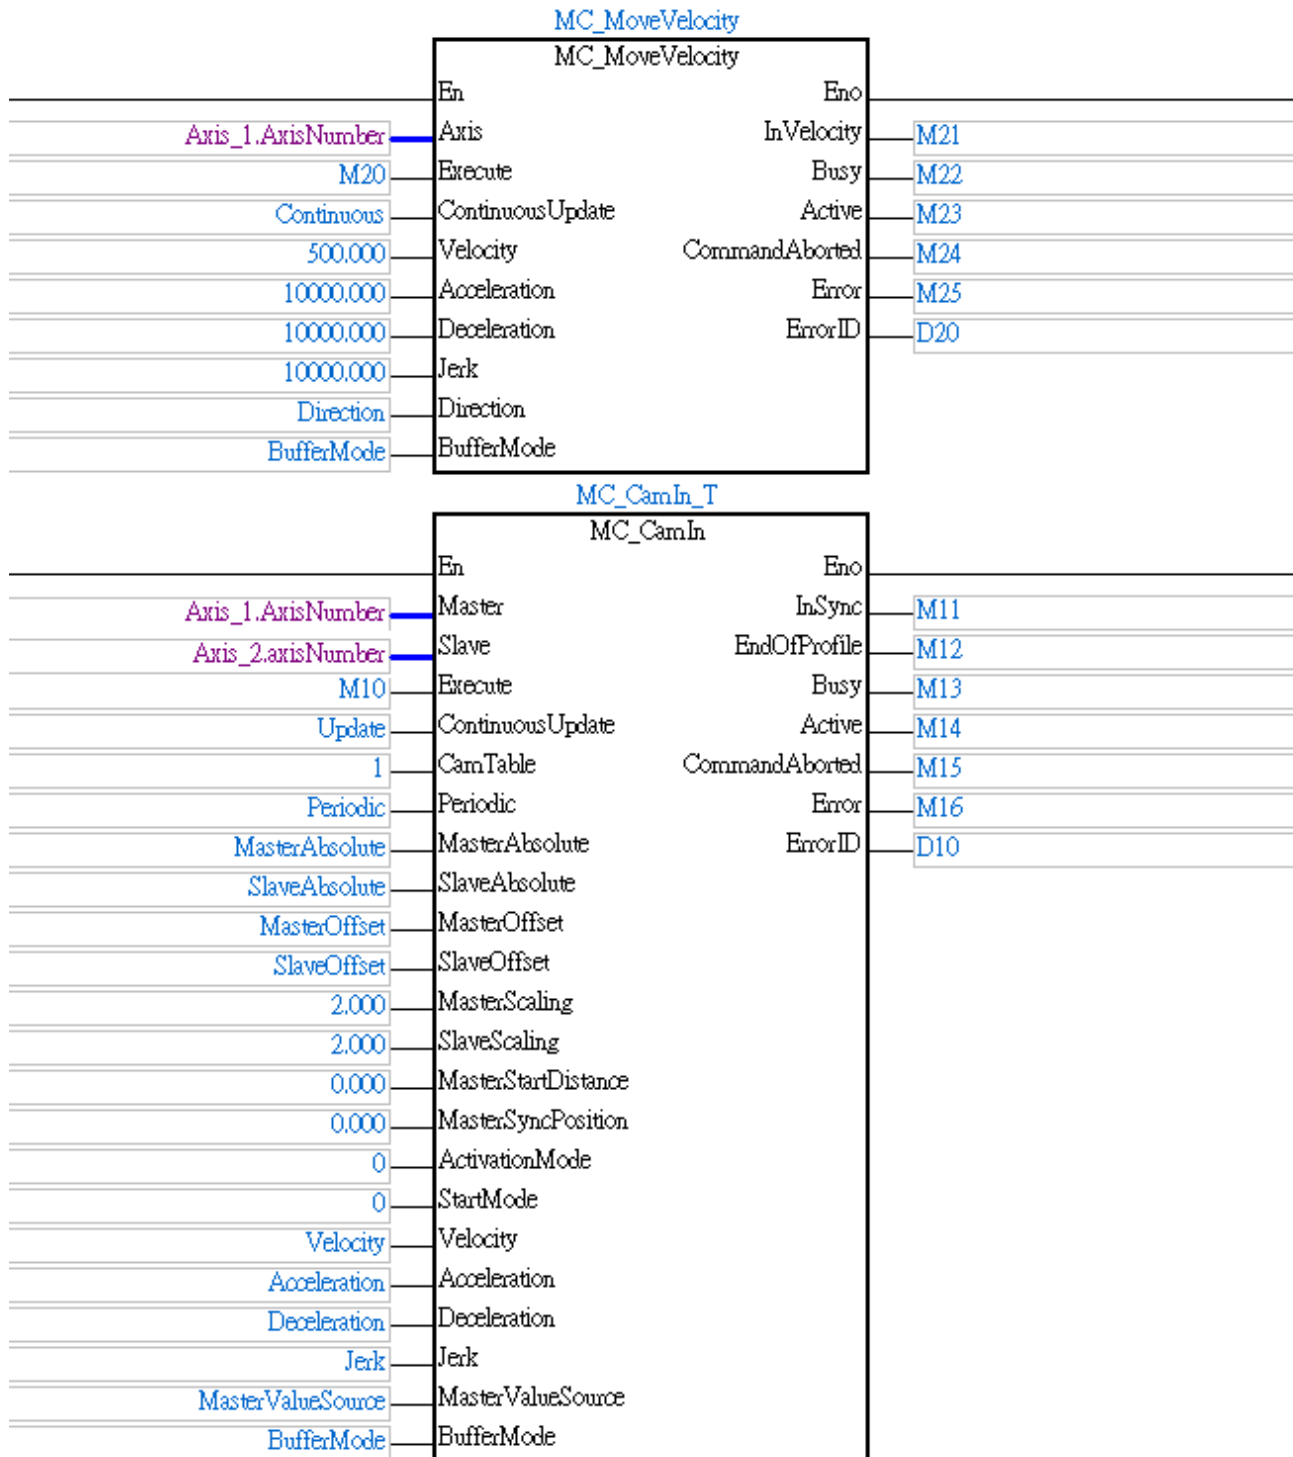 MC_MoveVelocity
MC_MoveVelocity
En Eno
Axis_1.AxisNumber Axis InVelocity M21
M20 Execute Busy M22
Continuous ContinuousUpdate Active M23
500.000 Velocity CommandAborted M24
10000.000 Acceleration Error M25
10000.000 Deceleration ErrorID D20
10000.000 Jerk
Direction Direction
BufferMode BufferMode
MC_CamIn_T
MC_CamIn
En Eno
Axis_1.AxisNumber Master InSync M11
Axis_2.axisNumber Slave EndOfProfile M12
M10 Execute Busy M13
Update ContinuousUpdate Active M14
1 CamTable CommandAborted M15
Periodic Periodic Error M16
MasterAbsolute MasterAbsolute ErrorID D10
SlaveAbsolute SlaveAbsolute
MasterOffset MasterOffset
SlaveOffset SlaveOffset
2.000 MasterScaling
2.000 SlaveScaling
0.000 MasterStartDistance
0.000 MasterSyncPosition
0 ActivationMode
0 StartMode
Velocity Velocity
Acceleration Acceleration
Deceleration Deceleration
Jerk Jerk
MasterValueSource MasterValueSource
BufferMode BufferMode